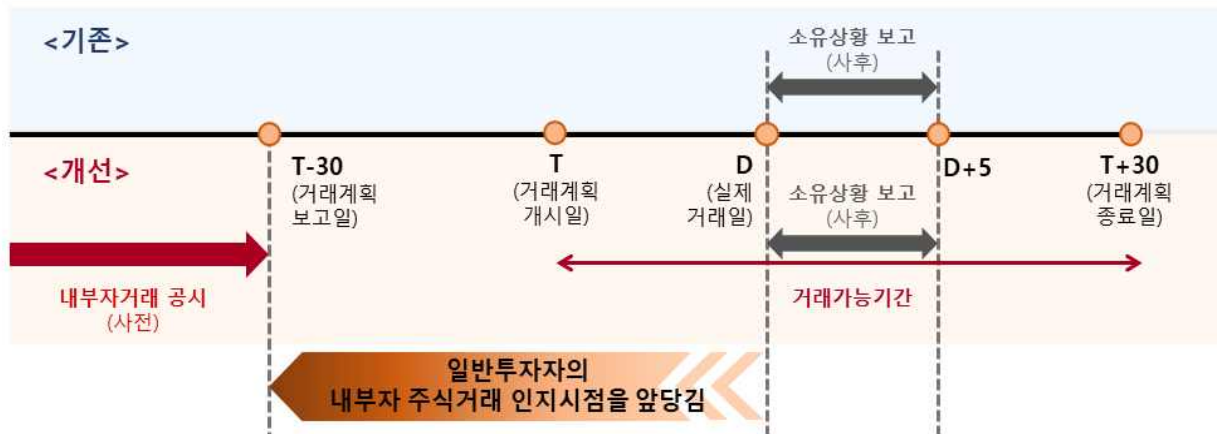 <기존>
소유상황 보고
(사후)
<개선>
T-30
(거래계획
보고일)
T
(거래계획
개시일)
D
(실제
거래일)
소유상황 보고
(사후)
D+5
T+30
(거래계획
종료일)
내부자거래 공시
(사전)
거래가능기간
일반투자자의
내부자 주식거래 인지시점을 앞당김